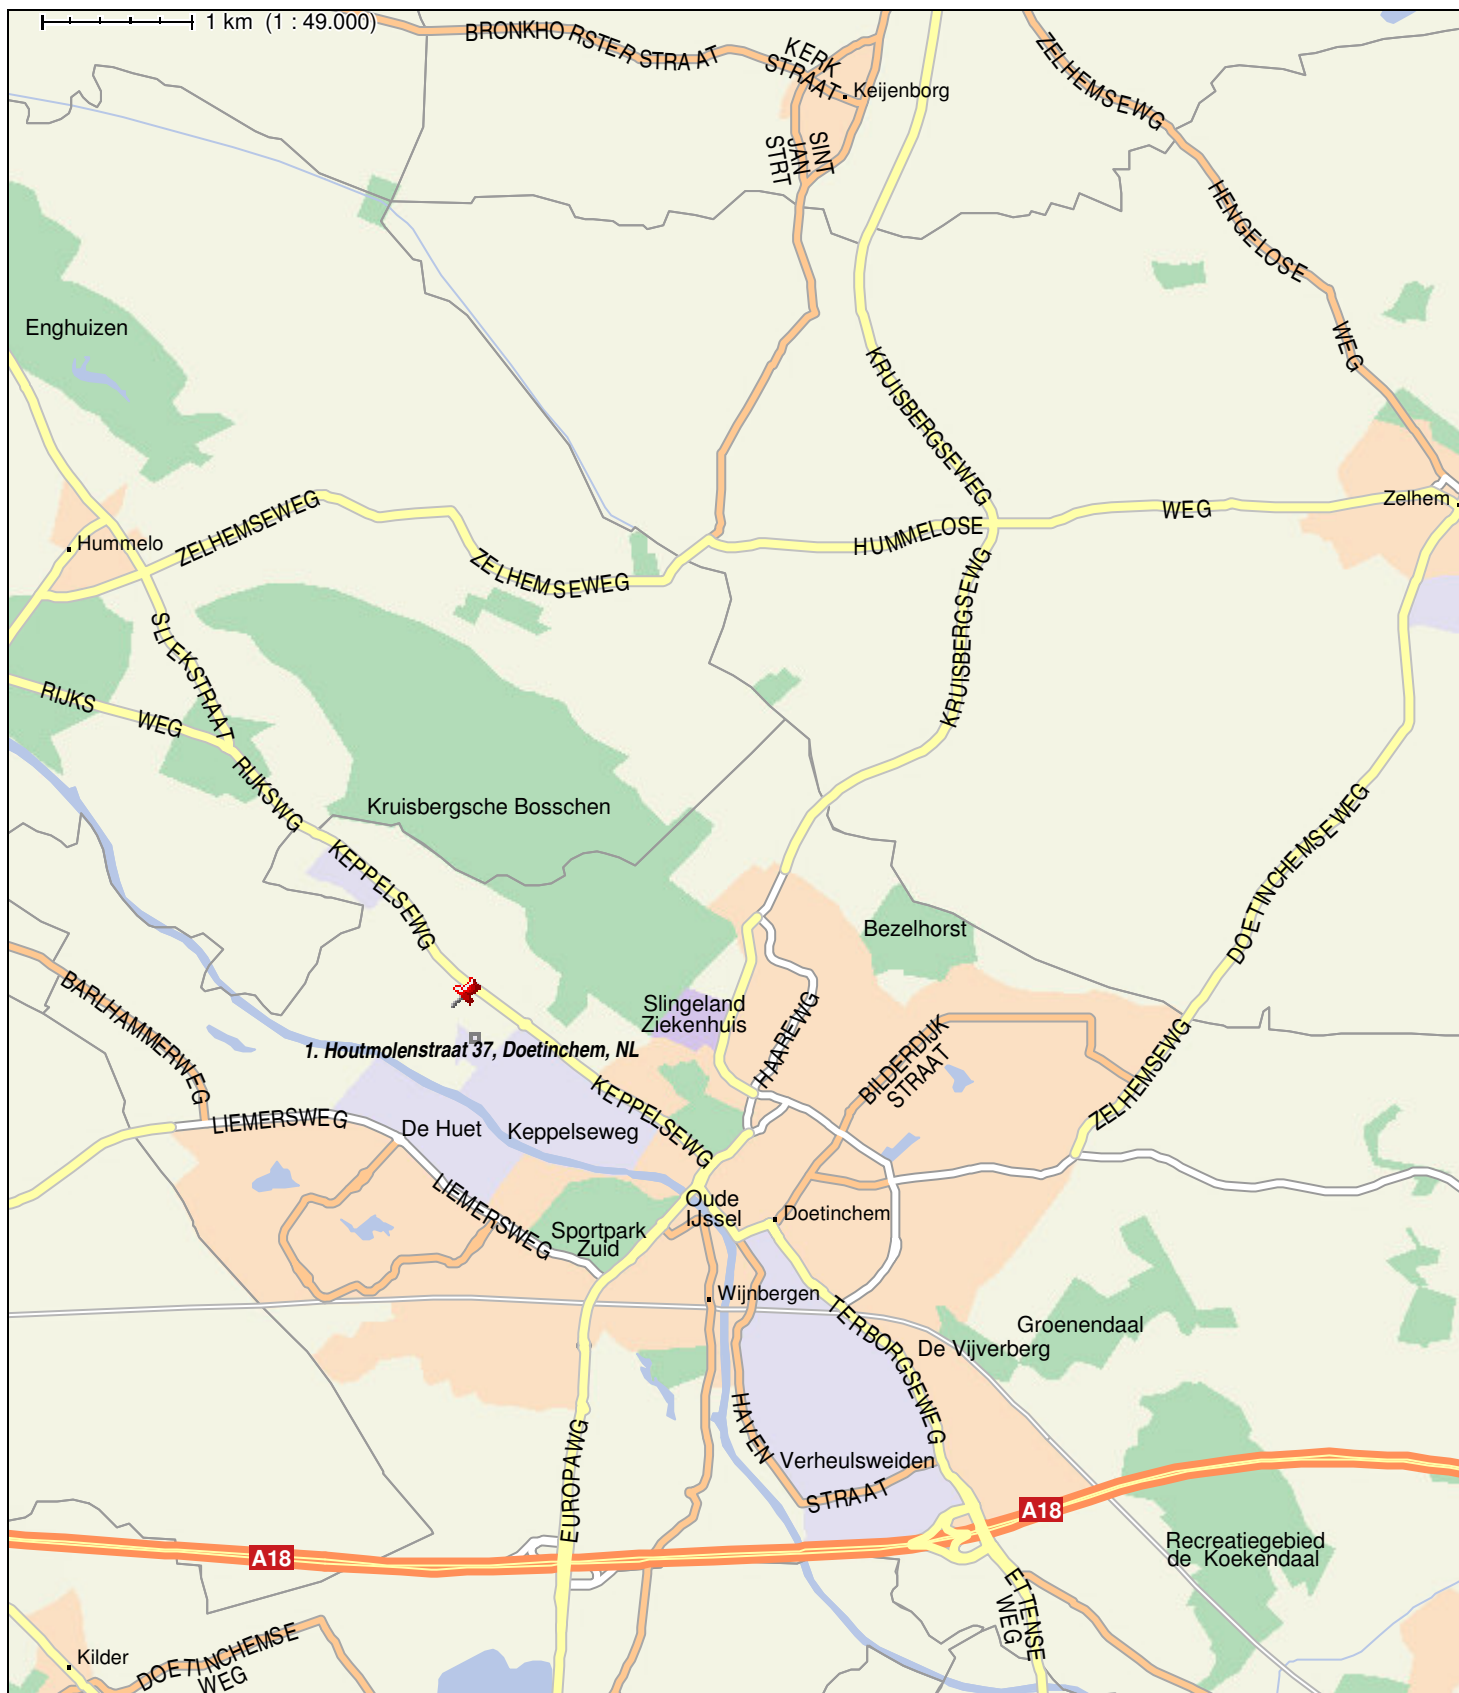 1 km (1 : 49.000)
BRONKHORSTERSTRAAT
KERK
STRAAT
Keijenborg
ZELHEMSEWG
SINT
JAN
STRT
HENGELOSE
WEG
Enghuizen
KRUISBERGSEWEG
Zelhem
ZELHEMSEWEG
WEG
HUMMELOSE
Hummelo
ZELHEMSEWEG
KRUISBERGSEWG
SLIEKSTRAAT
RIJKS
WEG
RIJKSWG
Kruisbergsche Bosschen
KEPPELSEWG
DOETINCHEMSEWEG
Bezelhorst
BARLHAMMERWEG
Slingeland
Ziekenhuis
HAAREWG
1. Houtmolenstraat 37, Doetinchem, NL
BILDERDIJK
STRAAT
ZELHEMSEWG
KEPPELSEWG
LIEMERSWEG
De Huet
Keppelseweg
LIEMERSWEG
Oude
IJssel
Doetinchem
Sportpark
Zuid
Wijnbergen
TERBORGSEWEG
Groenendaal
De Vijverberg
HAVEN
STRAAT
EUROPAWG
Verheulsweiden
A18
A18
Recreatiegebied
de Koekendaal
ETTENSE
WEG
Kilder
DOETINCHEMSE
WEG